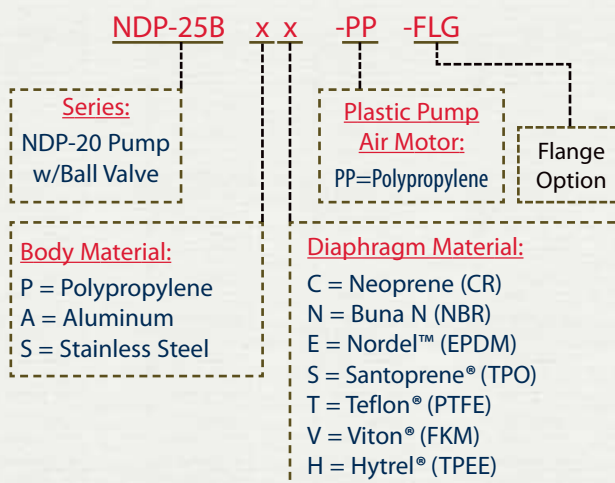 NDP-25B x x -PP -FLG
Series:
NDP-20 Pump
w/Ball Valve
Plastic Pump
Air Motor:
PP=Polypropylene
Flange
Option
Body Material:
P = Polypropylene
A = Aluminum
S = Stainless Steel
Diaphragm Material:
C = Neoprene (CR)
N = Buna N (NBR)
E = Nordel™ (EPDM)
S = Santoprene® (TPO)
T = Teflon® (PTFE)
V = Viton® (FKM)
H = Hytrel® (TPEE)